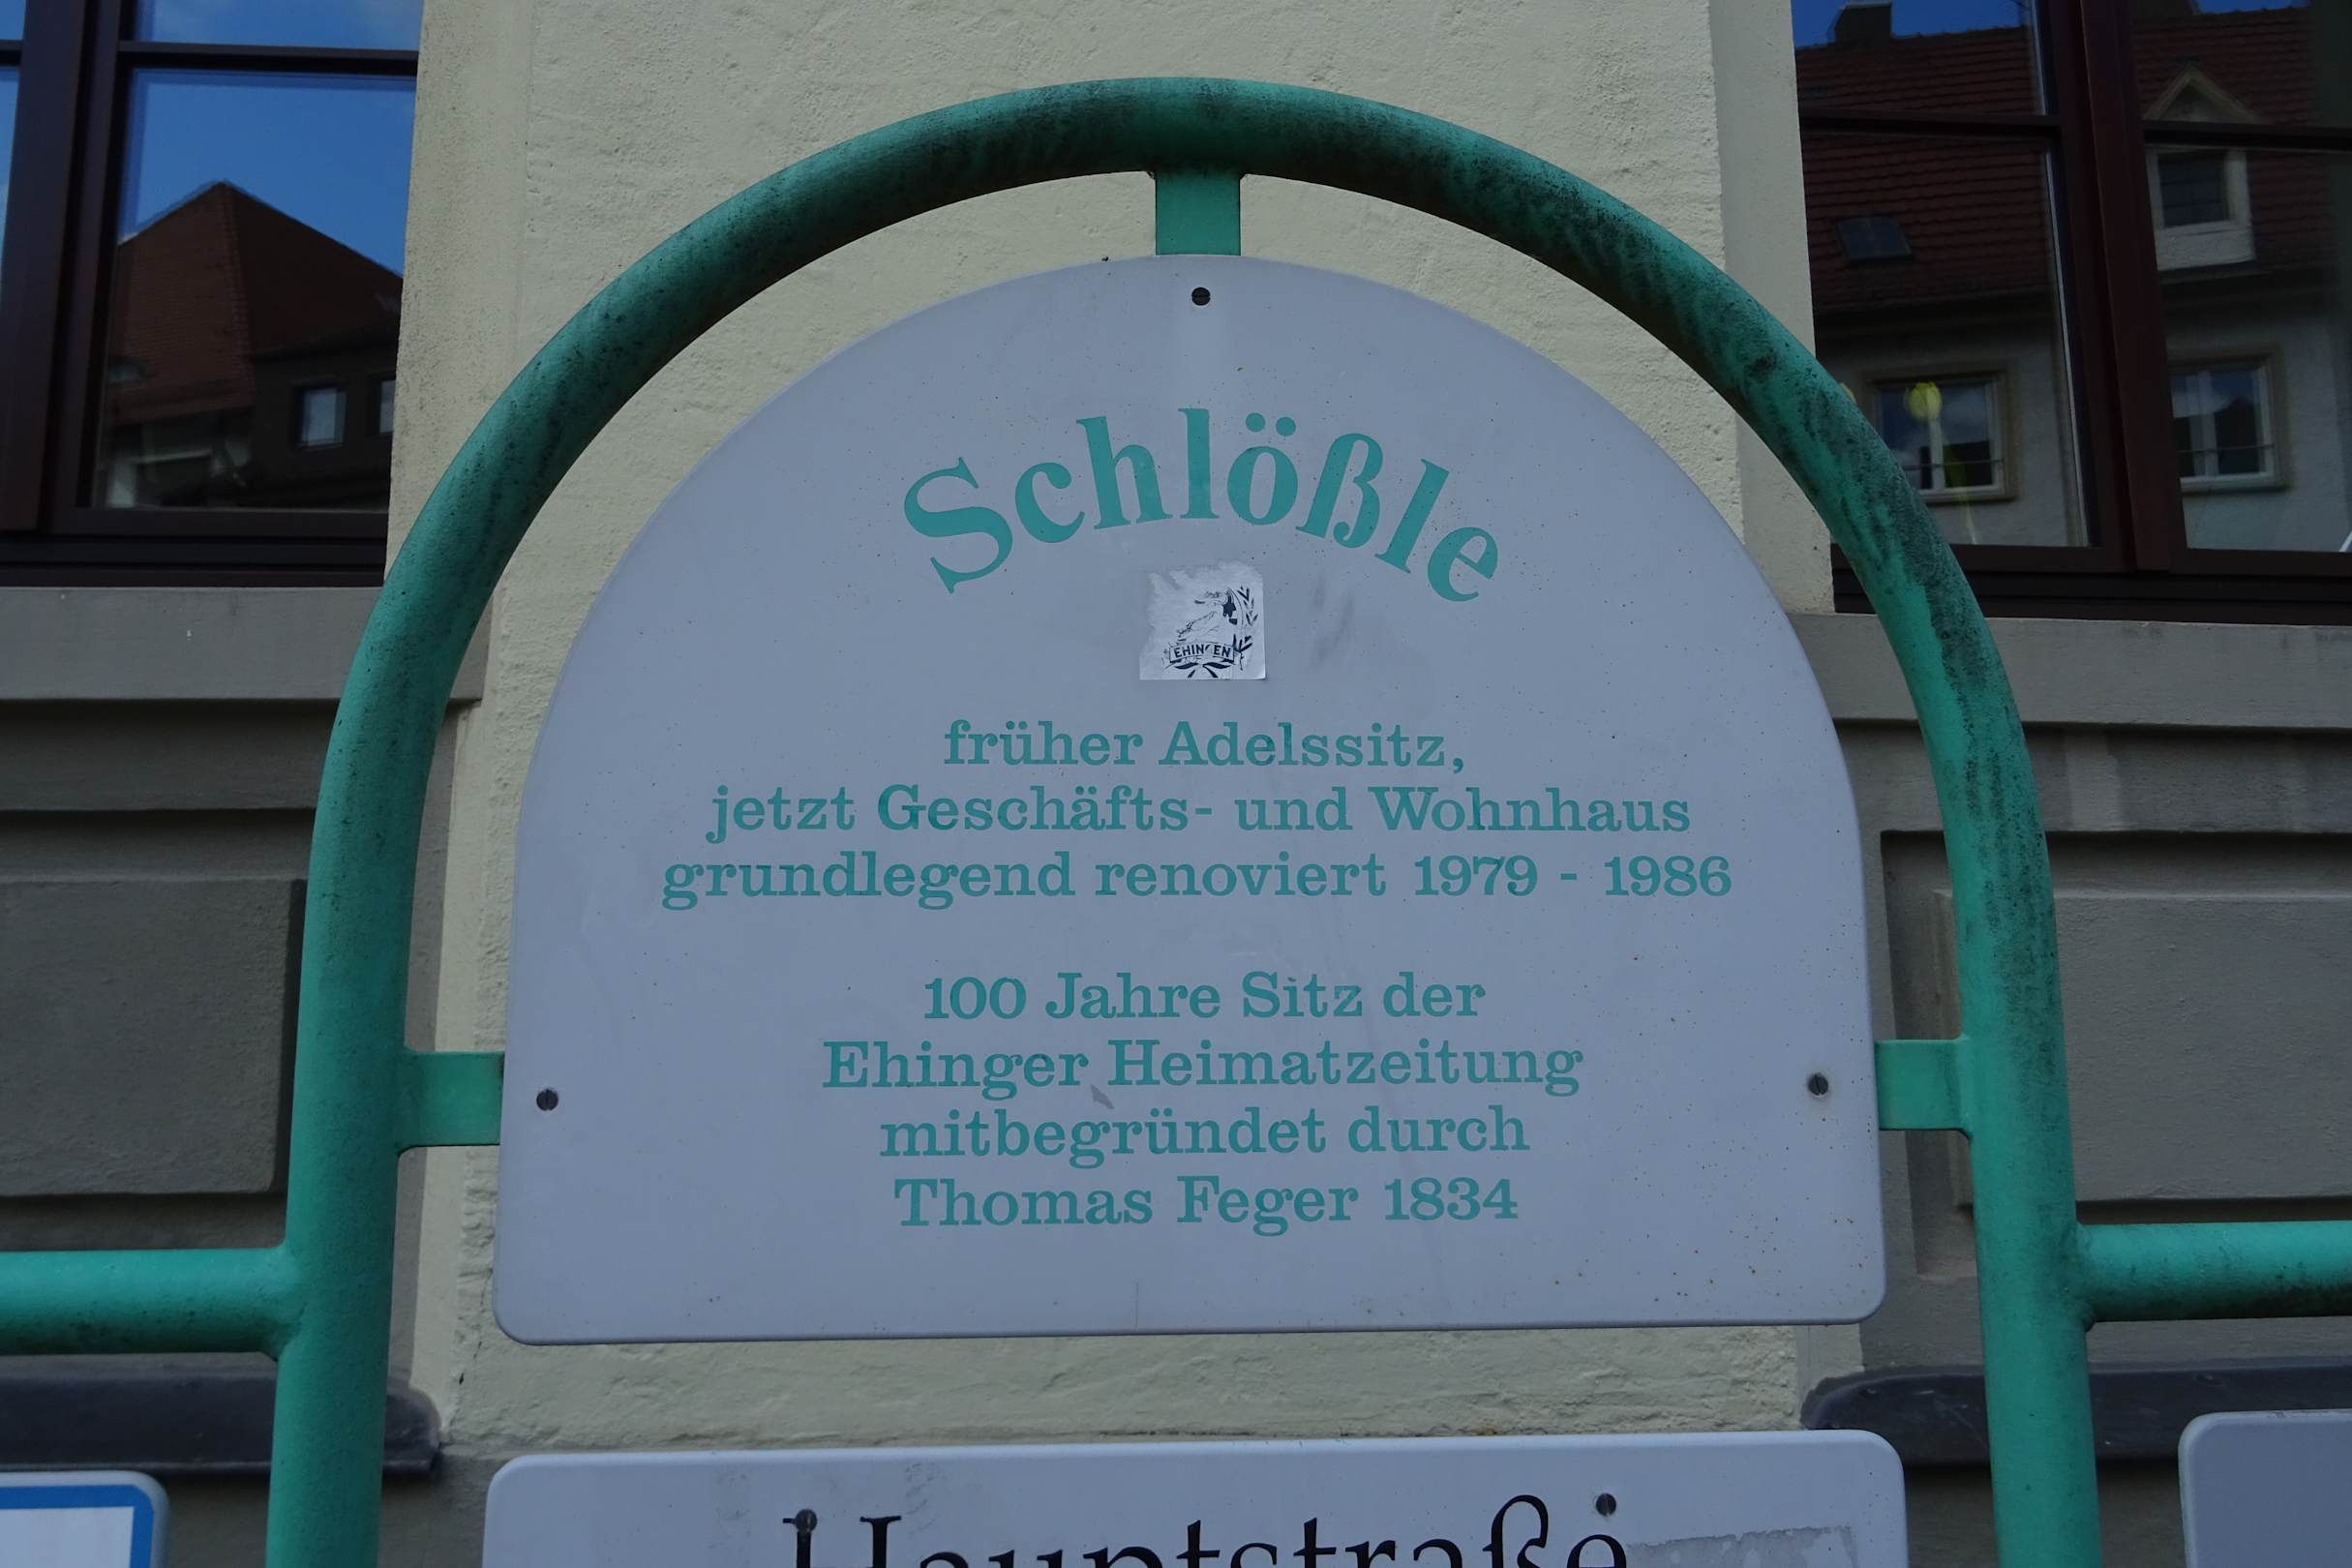 Schlößle
EHINGEN
früher Adelssitz,
jetzt Geschäfts- und Wohnhaus
grundlegend renoviert 1979 - 1986
100 Jahre Sitz der
Ehinger Heimatzeitung
mitbegründet durch
Thomas Feger 1834
Hauptstraße